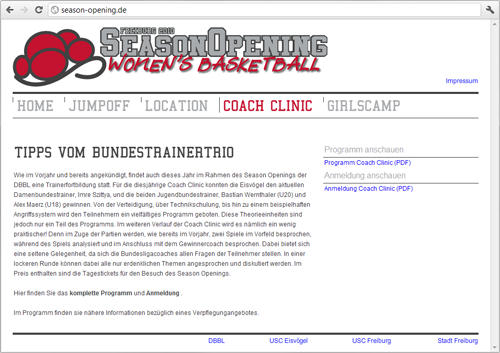 season-opening.de
FREIBURG 2010
SEASONOPENING
WOMEN'S BASKETBALL
Impressum
HOME JUMPOFF LOCATION COACH CLINIC GIRLSCAMP
TIPPS VOM BUNDESTRAINERTRIO
Programm anschauen
Programm Coach Clinic (PDF)
Anmeldung anschauen
Anmeldung Coach Clinic (PDF)
Wie im Vorjahr und bereits angekündigt, findet auch dieses Jahr im Rahmen des Season Openings der
DBBL eine Trainerfortbildung statt. Für die diesjährige Coach Clinic konnten die Eisvögel den aktuellen
Damenbundestrainer, Imre Szittya, und die beiden Jugendbundestrainer, Bastian Wernthaler (U20) und
Alex Maerz (U18) gewinnen. Von der Verteidigung, über Technikschulung, bis hin zu einem beispielhaften
Angriffssystem wird den Teilnehmern ein vielfältiges Programm geboten. Diese Theorieeinheiten sind
jedoch nur ein Teil des Programms. Im weiteren Verlauf der Coach Clinic wird es nämlich ein wenig
praktischer! Denn im Zuge der Partien werden, wie bereits im Vorjahr, zwei Spiele im Vorfeld besprochen,
während des Spiels analysiert und im Anschluss mit dem Gewinnercoach besprochen. Dabei bietet sich
eine seltene Gelegenheit, da sich die Bundesligacoaches allen Fragen der Teilnehmer stellen. In einer
lockeren Runde können dabei alle nur erdenklichen Themen angesprochen und diskutiert werden. Im
Preis enthalten sind die Tagestickets für den Besuch des Season Openings.
Hier finden Sie das komplette Programm und Anmeldung .
Im Programm finden sie nähere Informationen bezüglich eines Verpflegungangebotes.
DBBL USC Eisvögel USC Freiburg Stadt Freiburg